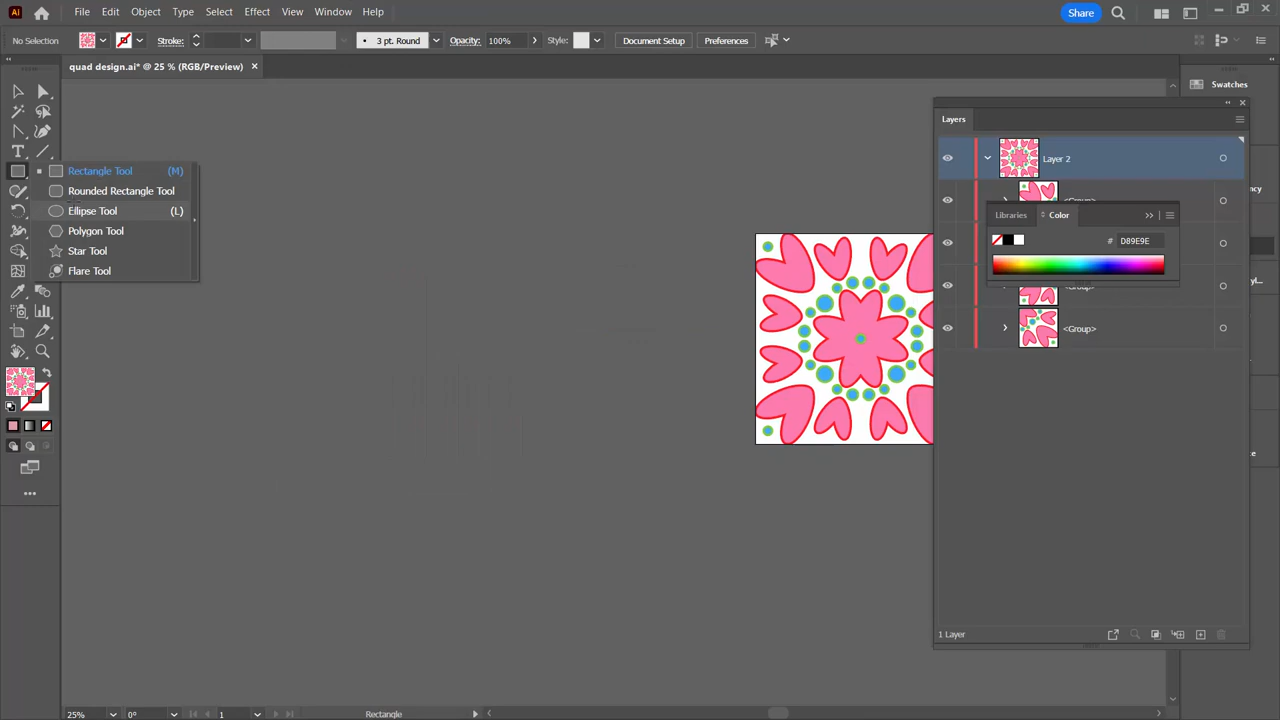 Ai File Edit Object Type Select Effect View Window Help Share
No Selection Stroke: 3 pt. Round Opacity: 100% Style: Document Setup Preferences
quad design.ai* @ 25 % (RGB/Preview)
Swatches
Layers
Layer 2
Rectangle Tool (M)
Rounded Rectangle Tool
Ellipse Tool (L)
Polygon Tool
Star Tool
Flare Tool
Libraries Color
# D89E9E
<Group>
<Group>
1 Layer
25% 0° 1 Rectangle